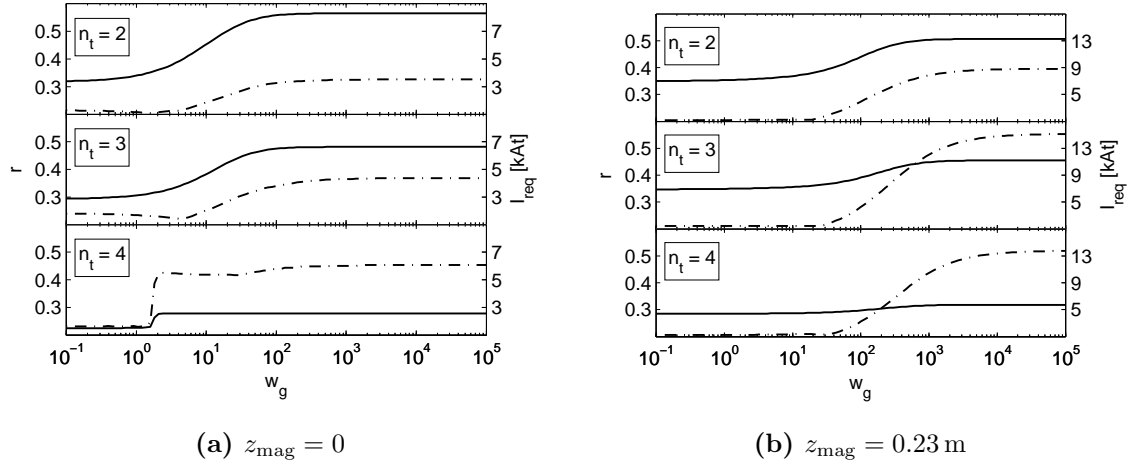 0.5
0.4
0.3
n_t = 2
7
5
3
0.5
0.4
0.3
n_t = 3
7
5
3
r
I_req [kAt]
0.5
0.4
0.3
n_t = 4
7
5
3
10^−1 10^0 10^1 10^2 10^3 10^4 10^5
w_g
(a) z_mag = 0
0.5
0.4
0.3
n_t = 2
13
9
5
0.5
0.4
0.3
n_t = 3
13
9
5
r
I_req [kAt]
0.5
0.4
0.3
n_t = 4
13
9
5
10^−1 10^0 10^1 10^2 10^3 10^4 10^5
w_g
(b) z_mag = 0.23 m